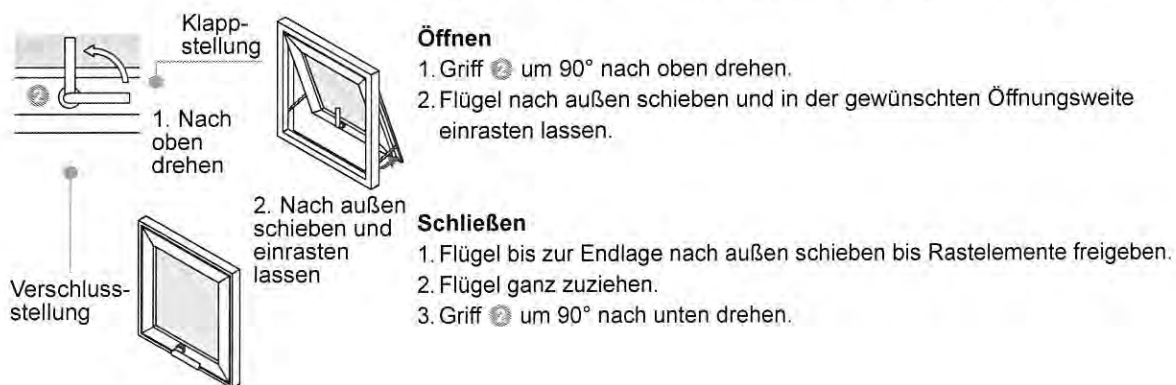 Klapp-
stellung
2
1. Nach
oben
drehen
2. Nach außen
schieben und
einrasten
lassen
Verschluss-
stellung
Öffnen
1. Griff 2 um 90° nach oben drehen.
2. Flügel nach außen schieben und in der gewünschten Öffnungsweite
einrasten lassen.
Schließen
1. Flügel bis zur Endlage nach außen schieben bis Rastelemente freigeben.
2. Flügel ganz zuziehen.
3. Griff 2 um 90° nach unten drehen.